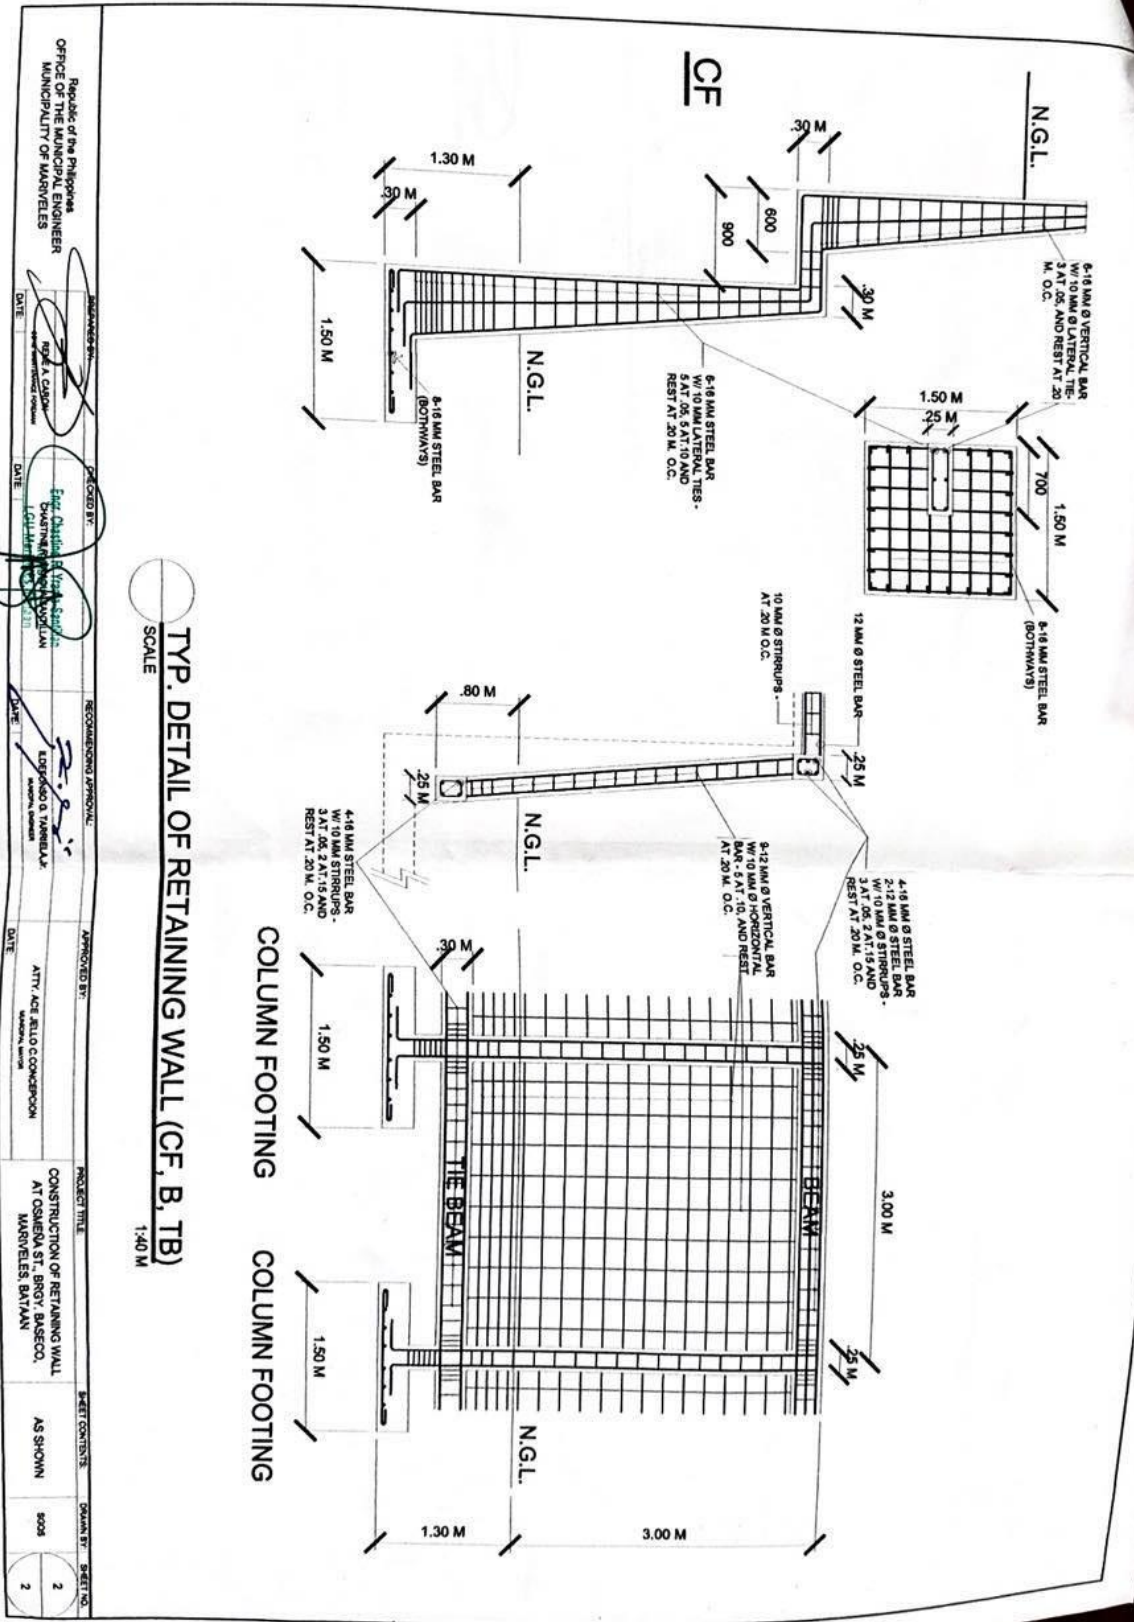 CF
N.G.L.
.30 M
6-16 MM Ø VERTICAL BAR
W/ 10 MM Ø LATERAL TIE-
3 AT .05, AND REST AT .20
M. O.C.
600
900
.30 M
1.30 M
.30 M
1.50 M
N.G.L.
8-16 MM STEEL BAR
(BOTHWAYS)
6-16 MM STEEL BAR
W/ 10 MM LATERAL TIES -
5 AT .05, 5 AT.10 AND
REST AT .20 M. O.C.
1.50 M
.25 M
700
1.50 M
8-16 MM STEEL BAR
(BOTHWAYS)
12 MM Ø STEEL BAR
10 MM Ø STIRRUPS -
AT .20 M O.C.
.25 M
.80 M
.25 M
N.G.L.
9-12 MM Ø VERTICAL BAR
W/ 10 MM Ø HORIZONTAL
BAR - 5 AT .10, AND REST
AT .20 M. O.C.
4-16 MM Ø STEEL BAR
2-12 MM Ø STEEL BAR
W/ 10 MM Ø STIRRUPS -
3 AT .05, 2 AT.15 AND
REST AT .20 M. O.C.
4-16 MM STEEL BAR
W/ 10 MM STIRRUPS -
3 AT .05, 2 AT.15 AND
REST AT .20 M. O.C.
.25 M
3.00 M
.25 M
BEAM
.30 M
TIE BEAM
N.G.L.
1.50 M
1.50 M
1.30 M
3.00 M
COLUMN FOOTING
COLUMN FOOTING
TYP. DETAIL OF RETAINING WALL (CF, B, TB)
SCALE
1:40 M
Republic of the Philippines
OFFICE OF THE MUNICIPAL ENGINEER
MUNICIPALITY OF MARIVELES
PREPARED BY:
RENE A. CABON
DATE:
CHECKED BY:
DATE:
RECOMMENDING APPROVAL:
ILDEFONSO G. TARRIELA JR.
MUNICIPAL ENGINEER
DATE:
APPROVED BY:
ATTY. ACE JELLO C.CONCEPCION
MUNICIPAL MAYOR
DATE:
PROJECT TITLE:
CONSTRUCTION OF RETAINING WALL
AT OSMEÑA ST., BRGY. BASECO,
MARIVELES, BATAAN
SHEET CONTENTS:
AS SHOWN
DRAWN BY:
SHEET NO.
2
2